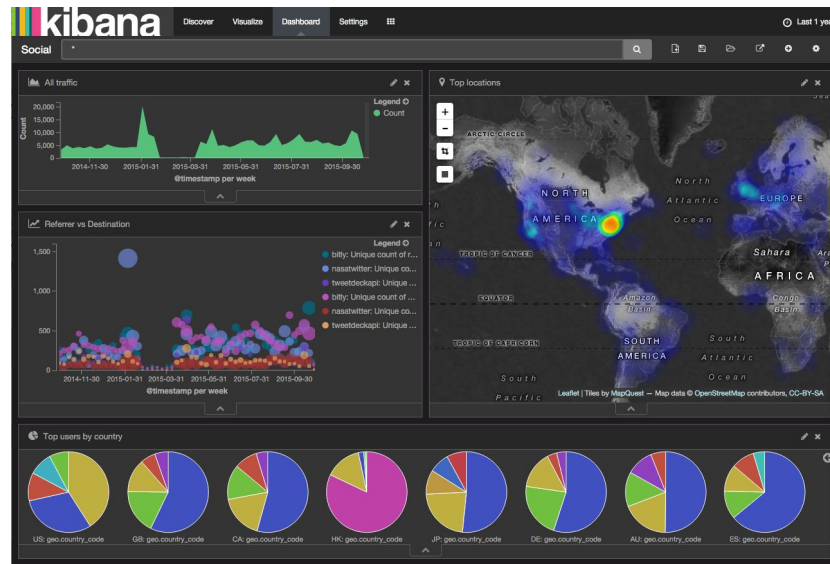 kibana
Discover Visualize Dashboard Settings
Last 1 yea
Social *
All traffic
Legend
Count
Count
20,000
15,000
10,000
5,000
0
2014-11-30 2015-01-31 2015-03-31 2015-05-31 2015-07-31 2015-09-30
@timestamp per week
Referrer vs Destination
Legend
bitly: Unique count of r...
nasatwitter: Unique co...
tweetdeckapi: Unique ...
bitly: Unique count of ...
nasatwitter: Unique co...
tweetdeckapi: Unique ...
1,500
1,000
500
0
2014-11-30 2015-01-31 2015-03-31 2015-05-31 2015-07-31 2015-09-30
@timestamp per week
Top locations
+
−
ARCTIC CIRCLE
NORTH
AMERICA
North
Atlantic
Ocean
EUROPE
TROPIC OF CANCER
Sahara
AFRICA
EQUATOR
Amazon
Basin
Congo
Basin
TROPIC OF CAPRICORN
SOUTH
AMERICA
South
Atlantic
Ocean
South
Pacific
Leaflet | Tiles by MapQuest — Map data © OpenStreetMap contributors, CC-BY-SA
Top users by country
US: geo.country_code GB: geo.country_code CA: geo.country_code HK: geo.country_code JP: geo.country_code DE: geo.country_code AU: geo.country_code ES: geo.country_code